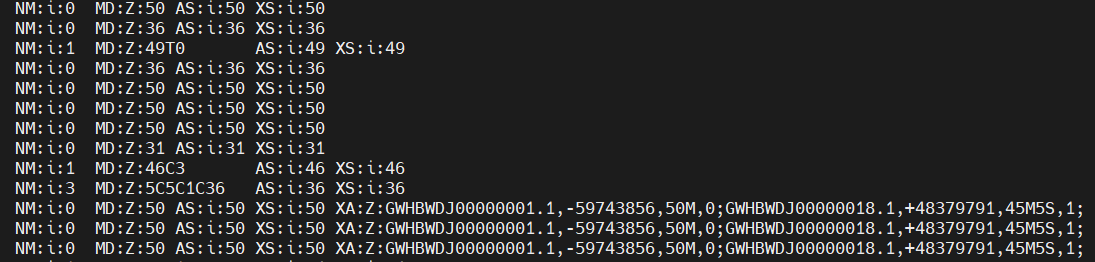 NM:i:0 MD:Z:50 AS:i:50 XS:i:50
NM:i:0 MD:Z:36 AS:i:36 XS:i:36
NM:i:1 MD:Z:49T0 AS:i:49 XS:i:49
NM:i:0 MD:Z:36 AS:i:36 XS:i:36
NM:i:0 MD:Z:50 AS:i:50 XS:i:50
NM:i:0 MD:Z:50 AS:i:50 XS:i:50
NM:i:0 MD:Z:50 AS:i:50 XS:i:50
NM:i:0 MD:Z:31 AS:i:31 XS:i:31
NM:i:1 MD:Z:46C3 AS:i:46 XS:i:46
NM:i:3 MD:Z:5C5C1C36 AS:i:36 XS:i:36
NM:i:0 MD:Z:50 AS:i:50 XS:i:50 XA:Z:GWHBWDJ00000001.1,-59743856,50M,0;GWHBWDJ00000018.1,+48379791,45M5S,1;
NM:i:0 MD:Z:50 AS:i:50 XS:i:50 XA:Z:GWHBWDJ00000001.1,-59743856,50M,0;GWHBWDJ00000018.1,+48379791,45M5S,1;
NM:i:0 MD:Z:50 AS:i:50 XS:i:50 XA:Z:GWHBWDJ00000001.1,-59743856,50M,0;GWHBWDJ00000018.1,+48379791,45M5S,1;